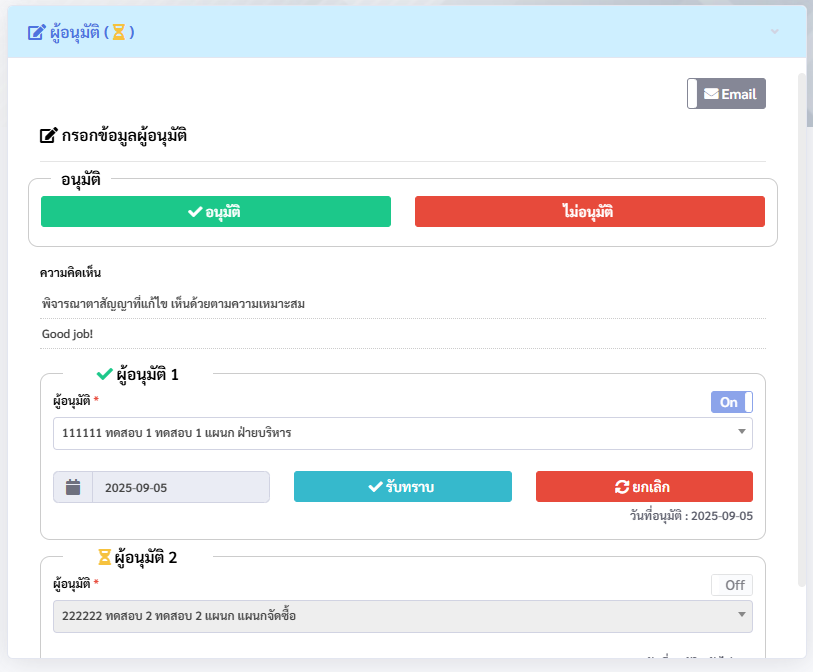 ผู้อนุมัติ ( )
Email
กรอกข้อมูลผู้อนุมัติ
อนุมัติ
อนุมัติ ไม่อนุมัติ
ความคิดเห็น
พิจารณาตาสัญญาที่แก้ไข เห็นด้วยตามความเหมาะสม
Good job!
ผู้อนุมัติ 1
ผู้อนุมัติ * On
111111 ทดสอบ 1 ทดสอบ 1 แผนก ฝ่ายบริหาร
2025-09-05 รับทราบ ยกเลิก
วันที่อนุมัติ : 2025-09-05
ผู้อนุมัติ 2
ผู้อนุมัติ * Off
222222 ทดสอบ 2 ทดสอบ 2 แผนก แผนกจัดซื้อ